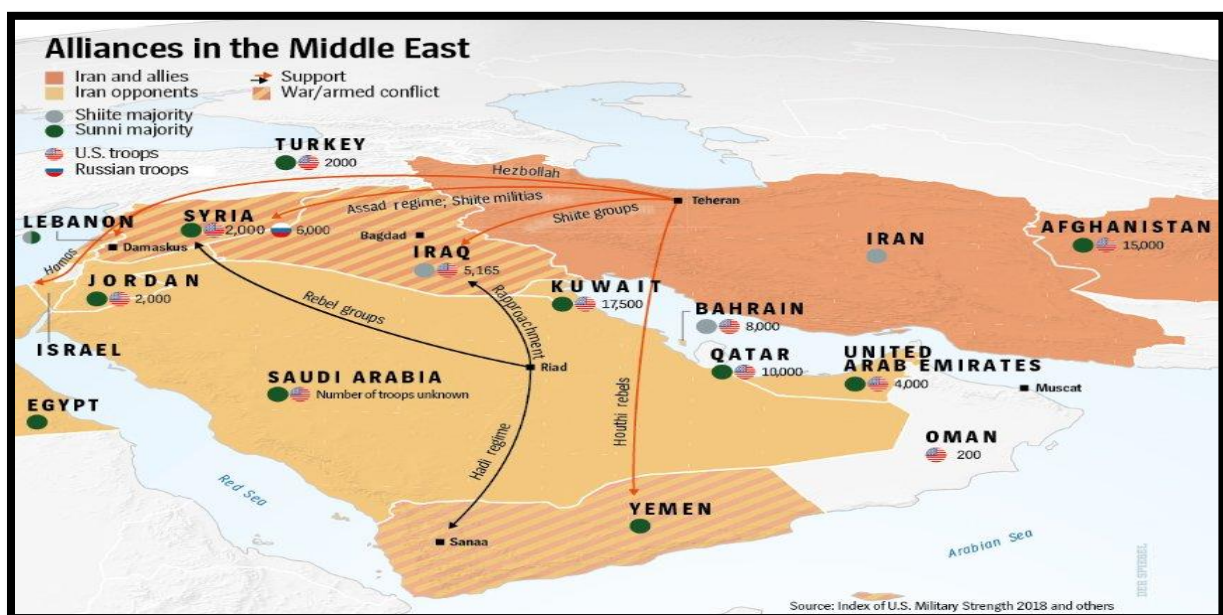 Alliances in the Middle East
Iran and allies
Iran opponents
Support
War/armed conflict
Shiite majority
Sunni majority
U.S. troops
Russian troops
TURKEY
2000
Hezbollah
Assad regime; Shiite militias
Shiite groups
Teheran
LEBANON
SYRIA
2,000
6,000
Bagdad
Damaskus
IRAQ
5,165
IRAN
AFGHANISTAN
15,000
Hamas
JORDAN
2,000
KUWAIT
17,500
Rebel groups
Rapproachment
BAHRAIN
8,000
ISRAEL
QATAR
10,000
UNITED
ARAB EMIRATES
4,000
Riad
Muscat
SAUDI ARABIA
Number of troops unknown
EGYPT
Houthi rebels
Hadi regime
OMAN
200
Red Sea
YEMEN
Sanaa
Arabian Sea
DER SPIEGEL
Source: Index of U.S. Military Strength 2018 and others